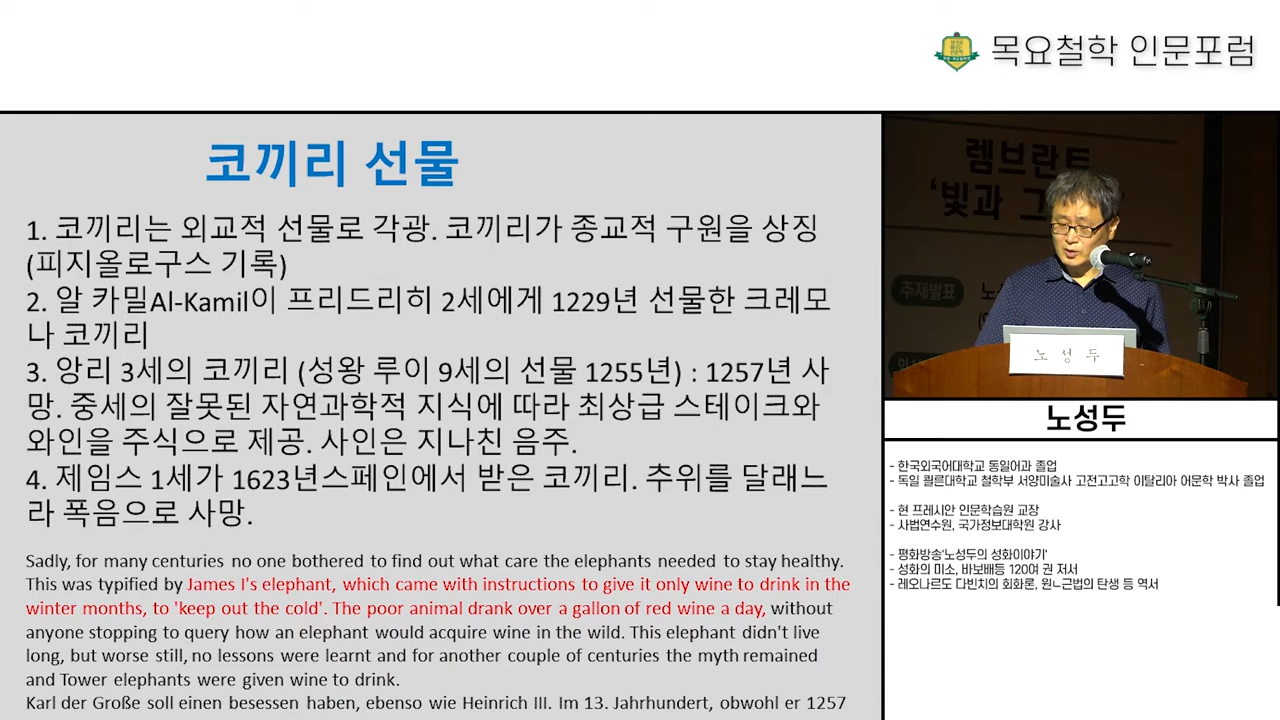 목요철학 인문포럼
코끼리 선물
1. 코끼리는 외교적 선물로 각광. 코끼리가 종교적 구원을 상징
(피지올로구스 기록)
2. 알 카밀Al-Kamil이 프리드리히 2세에게 1229년 선물한 크레모
나 코끼리
3. 앙리 3세의 코끼리 (성왕 루이 9세의 선물 1255년) : 1257년 사
망. 중세의 잘못된 자연과학적 지식에 따라 최상급 스테이크와
와인을 주식으로 제공. 사인은 지나친 음주.
4. 제임스 1세가 1623년스페인에서 받은 코끼리. 추위를 달래느
라 폭음으로 사망.
Sadly, for many centuries no one bothered to find out what care the elephants needed to stay healthy.
This was typified by James I's elephant, which came with instructions to give it only wine to drink in the
winter months, to 'keep out the cold'. The poor animal drank over a gallon of red wine a day, without
anyone stopping to query how an elephant would acquire wine in the wild. This elephant didn't live
long, but worse still, no lessons were learnt and for another couple of centuries the myth remained
and Tower elephants were given wine to drink.
Karl der Große soll einen besessen haben, ebenso wie Heinrich III. Im 13. Jahrhundert, obwohl er 1257
렘브란트
'빛과 그
주제발표
노 성 두
노성두
- 한국외국어대학교 독일어과 졸업
- 독일 쾰른대학교 철학부 서양미술사 고전고고학 이탈리아 어문학 박사 졸업
- 현 프레시안 인문학습원 교장
- 사법연수원, 국가정보대학원 강사
- 평화방송'노성두의 성화이야기'
- 성화의 미소, 바보배등 120여 권 저서
- 레오나르도 다빈치의 회화론, 원ㄴ근법의 탄생 등 역서